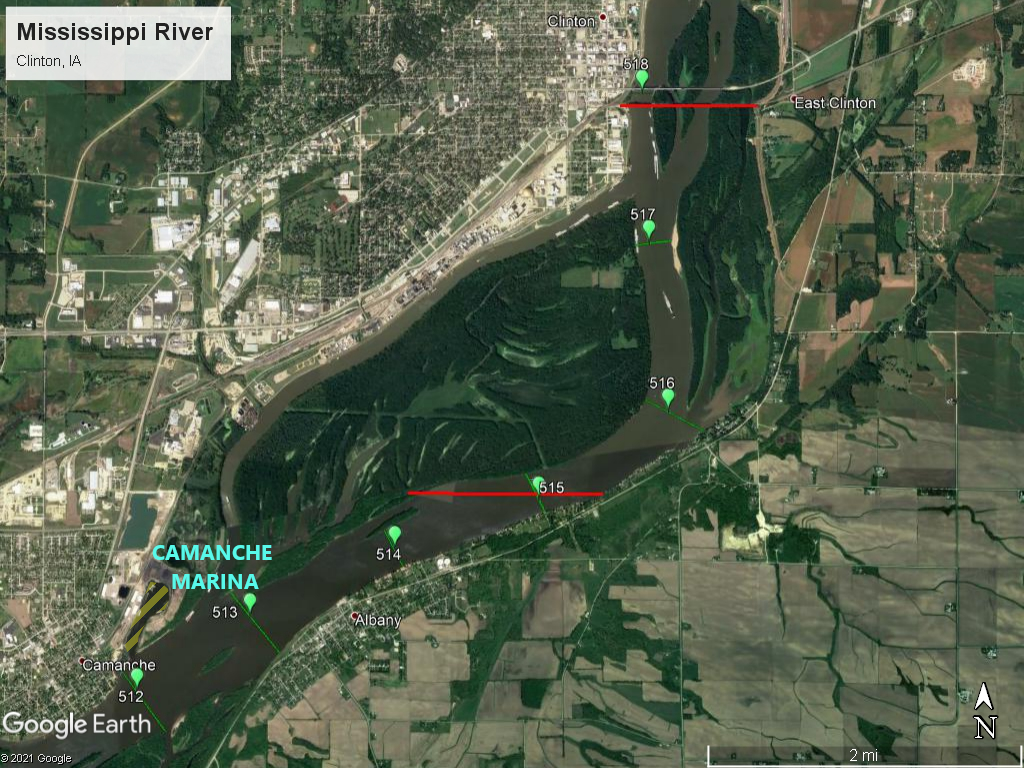 Mississippi River
Clinton, IA
Clinton
518
East Clinton
517
516
515
514
CAMANCHE
MARINA
513
Albany
Camanche
512
Google Earth
N
2 mi
© 2021 Google